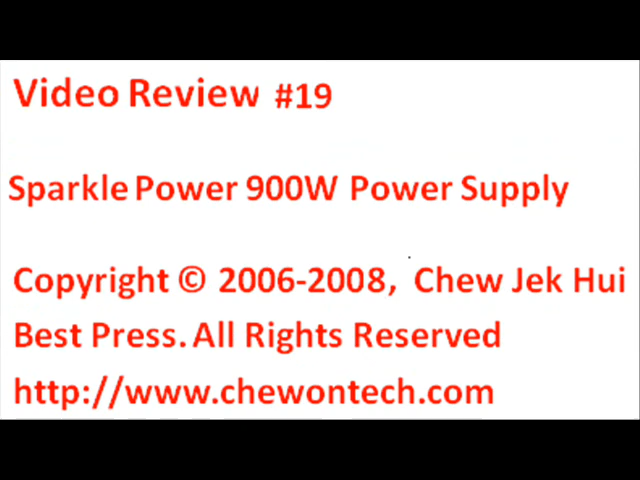 Video Review #19
Sparkle Power 900W Power Supply
Copyright © 2006-2008, Chew Jek Hui
Best Press. All Rights Reserved
http://www.chewontech.com